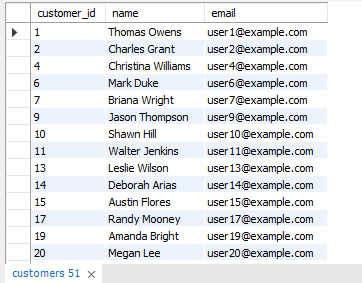 customer_id name email
1 Thomas Owens user1@example.com
2 Charles Grant user2@example.com
4 Christina Williams user4@example.com
6 Mark Duke user6@example.com
7 Briana Wright user7@example.com
9 Jason Thompson user9@example.com
10 Shawn Hill user10@example.com
11 Walter Jenkins user11@example.com
13 Leslie Wilson user13@example.com
14 Deborah Arias user14@example.com
15 Austin Flores user15@example.com
17 Randy Mooney user17@example.com
19 Amanda Bright user19@example.com
20 Megan Lee user20@example.com
customers 51